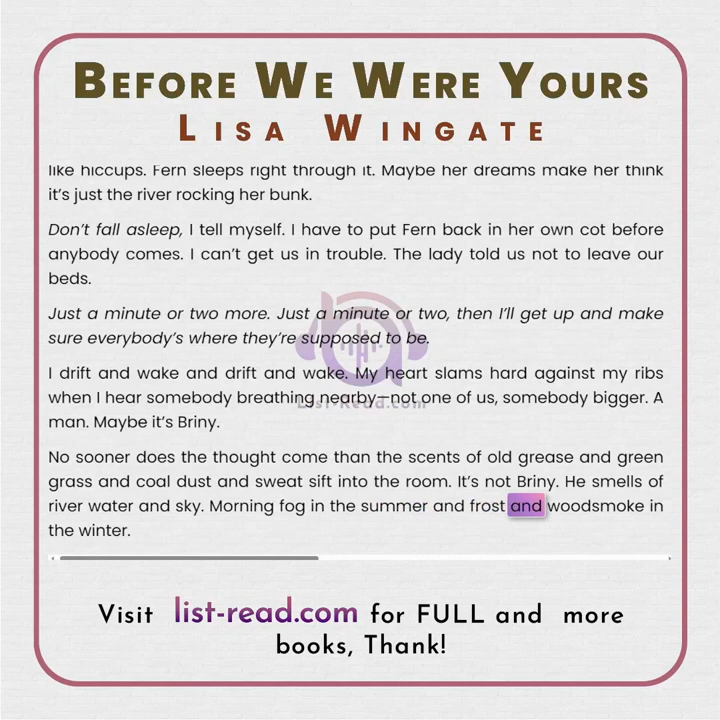 BEFORE WE WERE YOURS
LISA WINGATE
like hiccups. Fern sleeps right through it. Maybe her dreams make her think
it’s just the river rocking her bunk.
Don’t fall asleep, I tell myself. I have to put Fern back in her own cot before
anybody comes. I can’t get us in trouble. The lady told us not to leave our
beds.
Just a minute or two more. Just a minute or two, then I’ll get up and make
sure everybody’s where they’re supposed to be.
I drift and wake and drift and wake. My heart slams hard against my ribs
when I hear somebody breathing nearby—not one of us, somebody bigger. A
List-Read.com
man. Maybe it’s Briny.
No sooner does the thought come than the scents of old grease and green
grass and coal dust and sweat sift into the room. It’s not Briny. He smells of
river water and sky. Morning fog in the summer and frost and woodsmoke in
the winter.
Visit list-read.com for FULL and more
books, Thank!